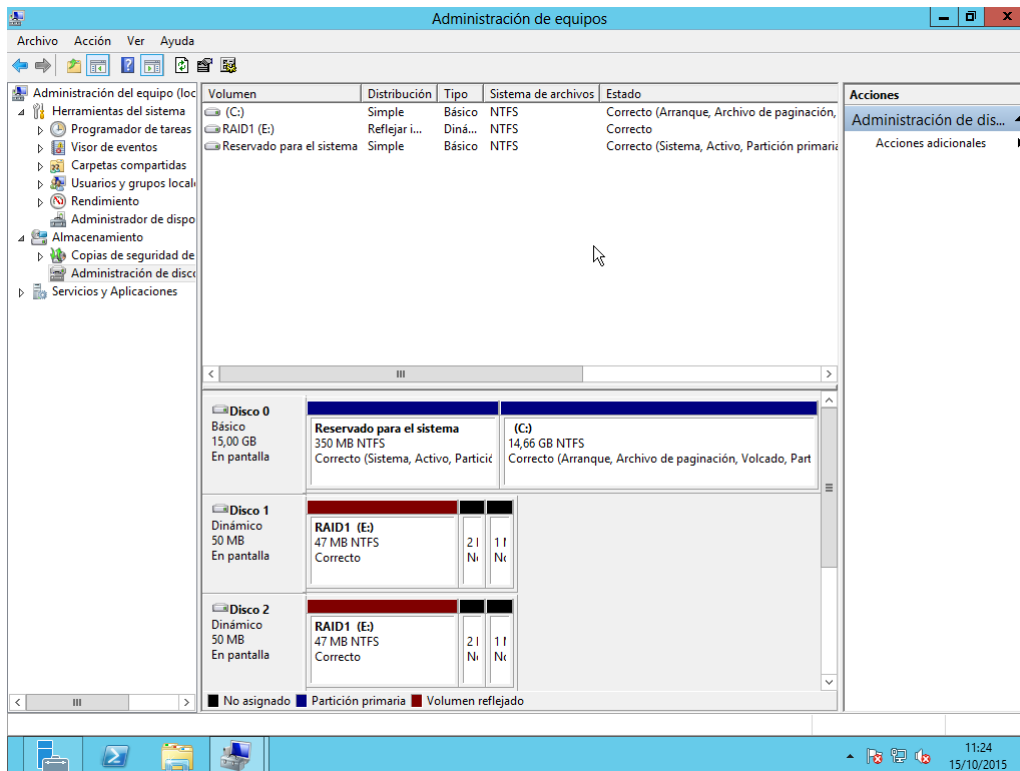 Administración de equipos
Archivo Acción Ver Ayuda
Administración del equipo (loc
Herramientas del sistema
Programador de tareas
Visor de eventos
Carpetas compartidas
Usuarios y grupos locale
Rendimiento
Administrador de dispo
Almacenamiento
Copias de seguridad de
Administración de disco
Servicios y Aplicaciones
Volumen Distribución Tipo Sistema de archivos Estado
(C:) Simple Básico NTFS Correcto (Arranque, Archivo de paginación,
RAID1 (E:) Reflejar i... Diná... NTFS Correcto
Reservado para el sistema Simple Básico NTFS Correcto (Sistema, Activo, Partición primaria
Disco 0
Básico
15,00 GB
En pantalla
Reservado para el sistema
350 MB NTFS
Correcto (Sistema, Activo, Partició
(C:)
14,66 GB NTFS
Correcto (Arranque, Archivo de paginación, Volcado, Part
Disco 1
Dinámico
50 MB
En pantalla
RAID1 (E:)
47 MB NTFS
Correcto
2
1
Disco 2
Dinámico
50 MB
En pantalla
RAID1 (E:)
47 MB NTFS
Correcto
2
1
No asignado Partición primaria Volumen reflejado
Acciones
Administración de dis...
Acciones adicionales
11:24
15/10/2015